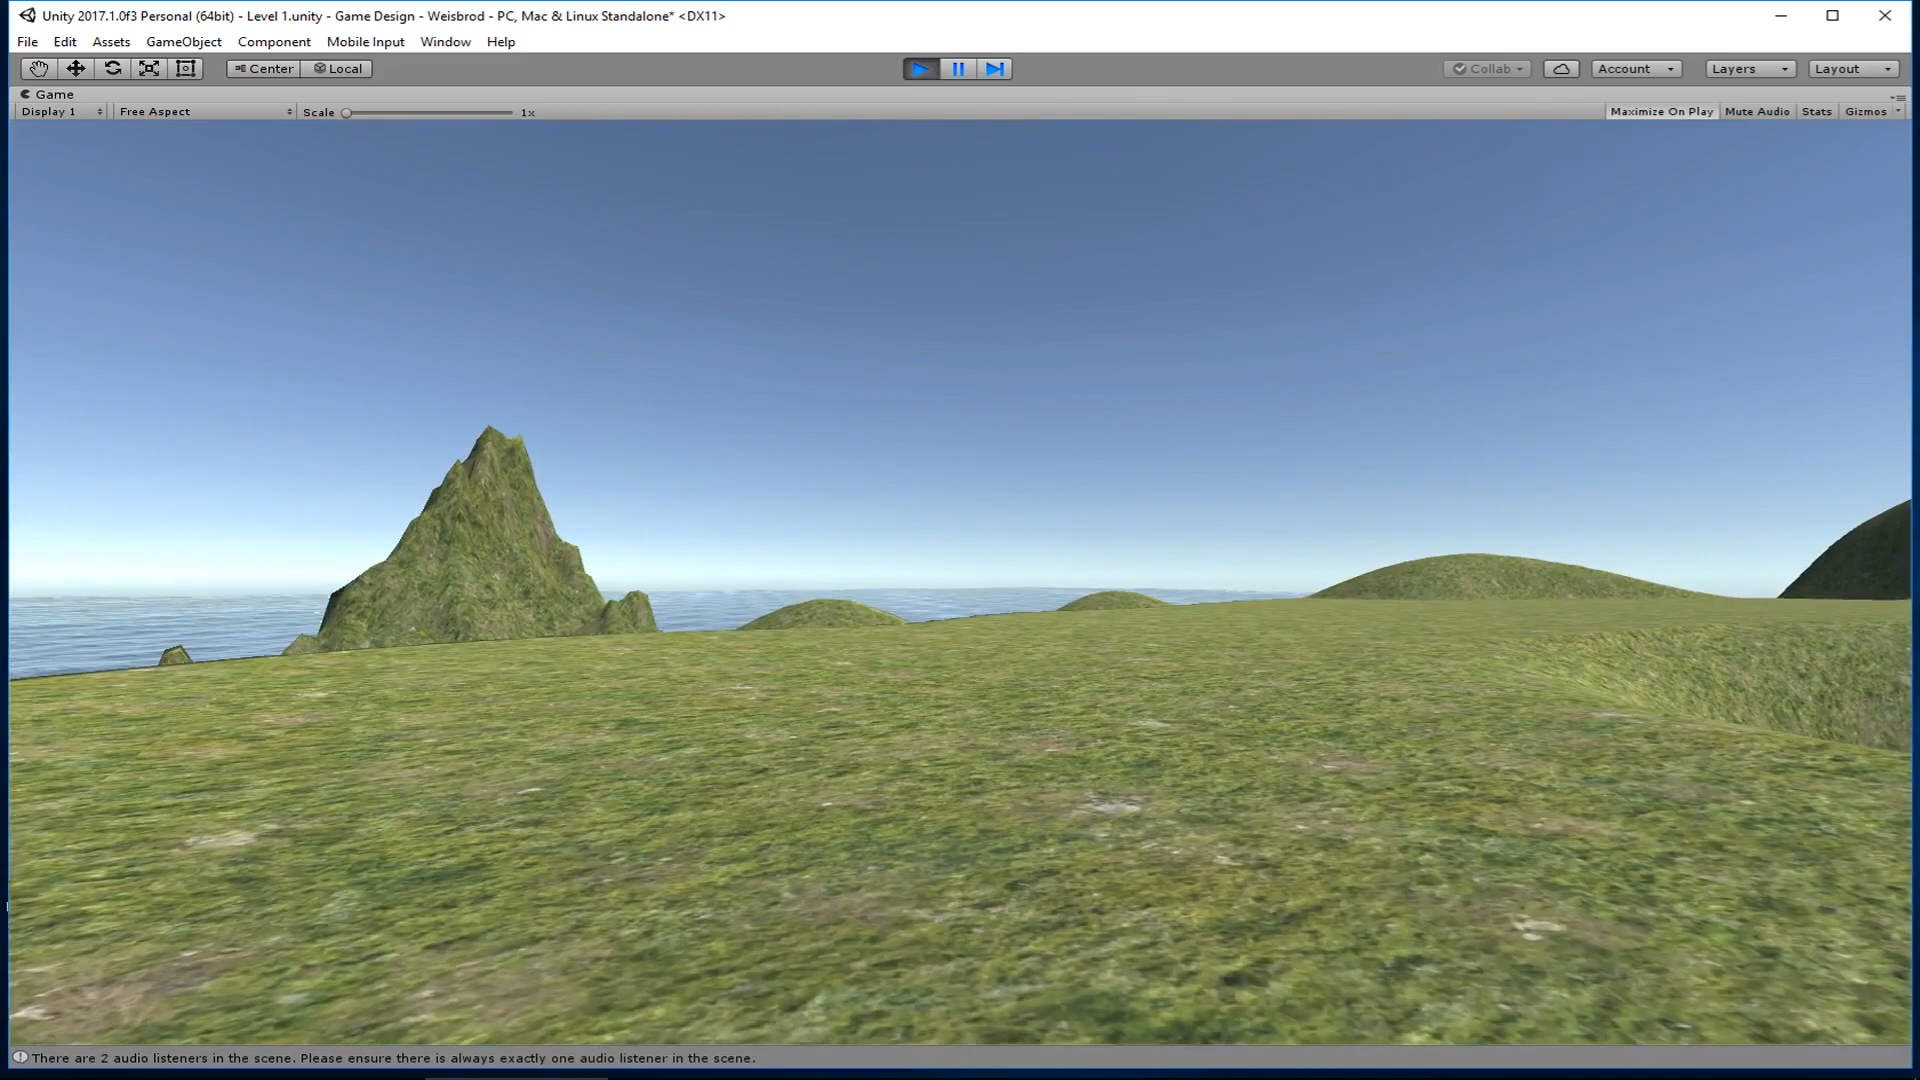 Unity 2017.1.0f3 Personal (64bit) - Level 1.unity - Game Design - Weisbrod - PC, Mac & Linux Standalone* <DX11>
File Edit Assets GameObject Component Mobile Input Window Help
Center Local Collab Account Layers Layout
Game
Display 1 Free Aspect Scale 1x Maximize On Play Mute Audio Stats Gizmos
There are 2 audio listeners in the scene. Please ensure there is always exactly one audio listener in the scene.